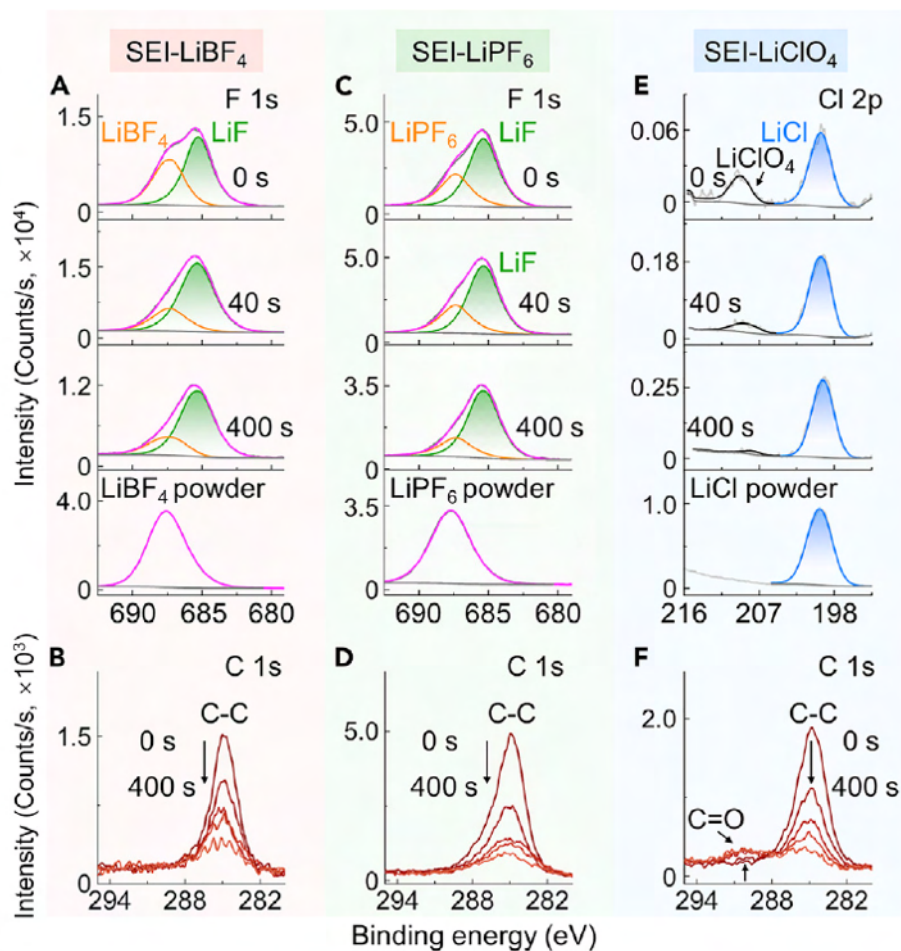 SEI-LiBF4
SEI-LiPF6
SEI-LiClO4
Intensity (Counts/s, ×10⁴)
A
F 1s
LiBF4
LiF
0 s
1.5
0
40 s
1.5
0
400 s
1.2
0
LiBF4 powder
4.0
0
690 685 680
C
F 1s
LiPF6
LiF
0 s
5.0
2.5
0
LiF
40 s
5.0
2.5
0
400 s
3.5
0
LiPF6 powder
3.5
0
690 685 680
E
Cl 2p
LiCl
LiClO4
0 s
0.06
0
40 s
0.18
0
400 s
0.25
0
LiCl powder
1.0
0
216 207 198
Intensity (Counts/s, ×10³)
B
C 1s
C-C
0 s
400 s
1.5
0
294 288 282
D
C 1s
C-C
0 s
400 s
5.0
0
294 288 282
F
C 1s
C-C
0 s
400 s
C=O
2.0
0
294 288 282
Binding energy (eV)